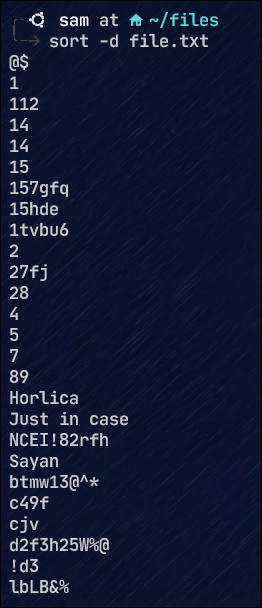 sam at ~/files
sort -d file.txt
@$
1
112
14
14
15
157gfq
15hde
1tvbu6
2
27fj
28
4
5
7
89
Horlica
Just in case
NCEI!82rfh
Sayan
btmw13@^*
c49f
cjv
d2f3h25W%@
!d3
lbLB&%